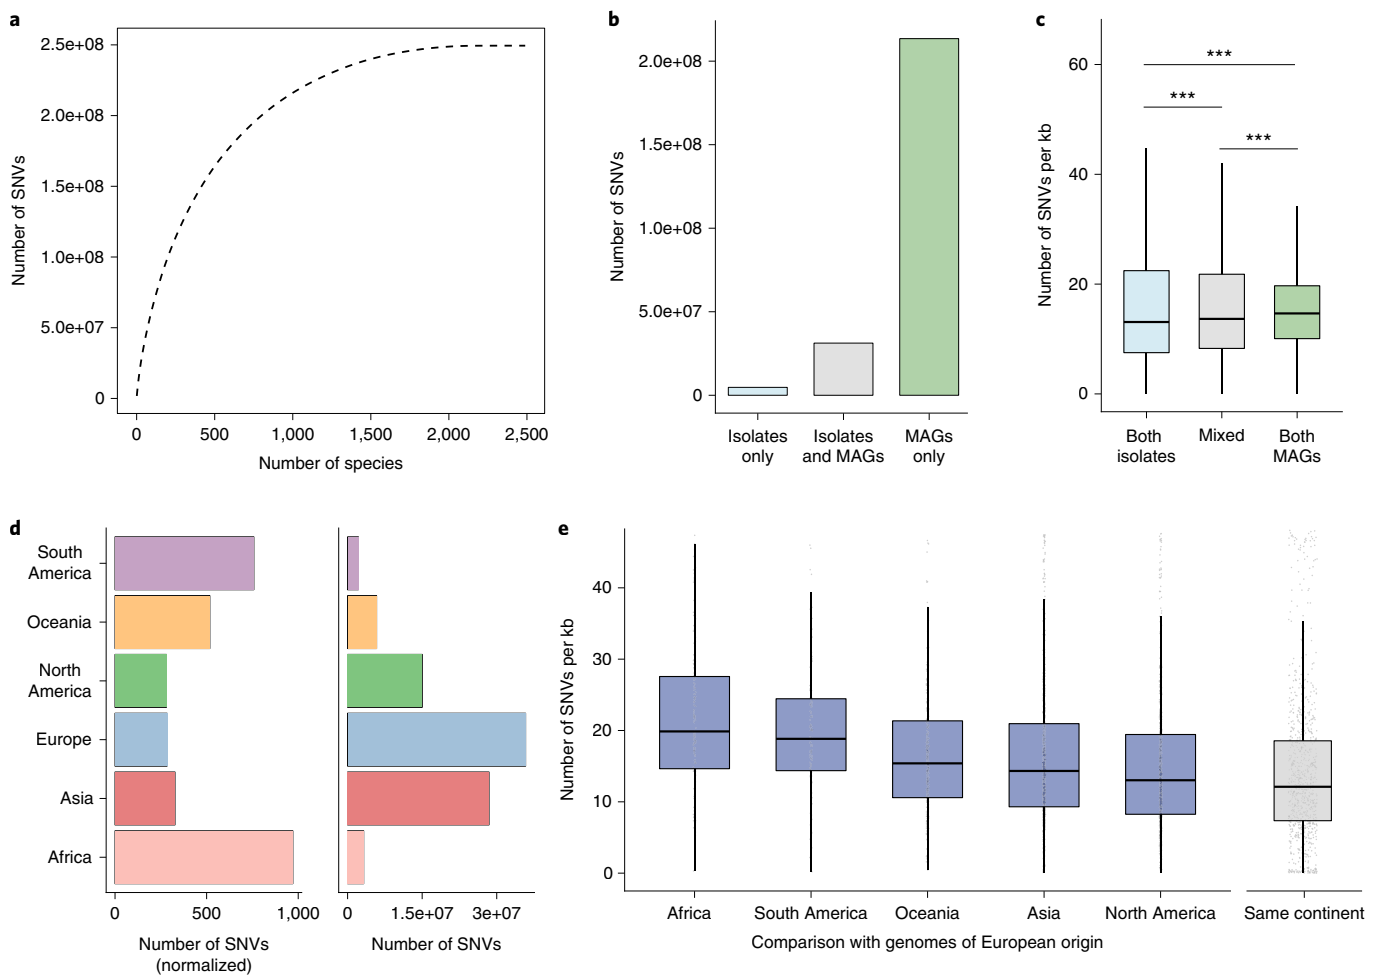 a
2.5e+08
2.0e+08
1.5e+08
1.0e+08
5.0e+07
0
Number of SNVs
0 500 1,000 1,500 2,000 2,500
Number of species
b
2.0e+08
1.5e+08
1.0e+08
5.0e+07
0
Number of SNVs
Isolates only
Isolates and MAGs
MAGs only
c
60
40
20
0
Number of SNVs per kb
***
***
***
Both isolates
Mixed
Both MAGs
d
South America
Oceania
North America
Europe
Asia
Africa
0 500 1,000
Number of SNVs
(normalized)
0 1.5e+07 3e+07
Number of SNVs
e
40
30
20
10
0
Number of SNVs per kb
Africa South America Oceania Asia North America Same continent
Comparison with genomes of European origin